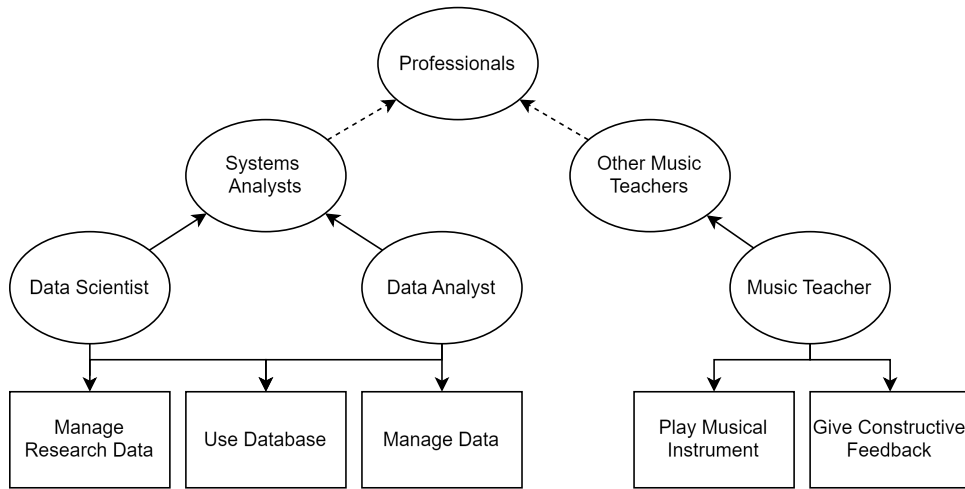 Professionals
Systems
Analysts
Other Music
Teachers
Data Scientist
Data Analyst
Music Teacher
Manage
Research Data
Use Database
Manage Data
Play Musical
Instrument
Give Constructive
Feedback